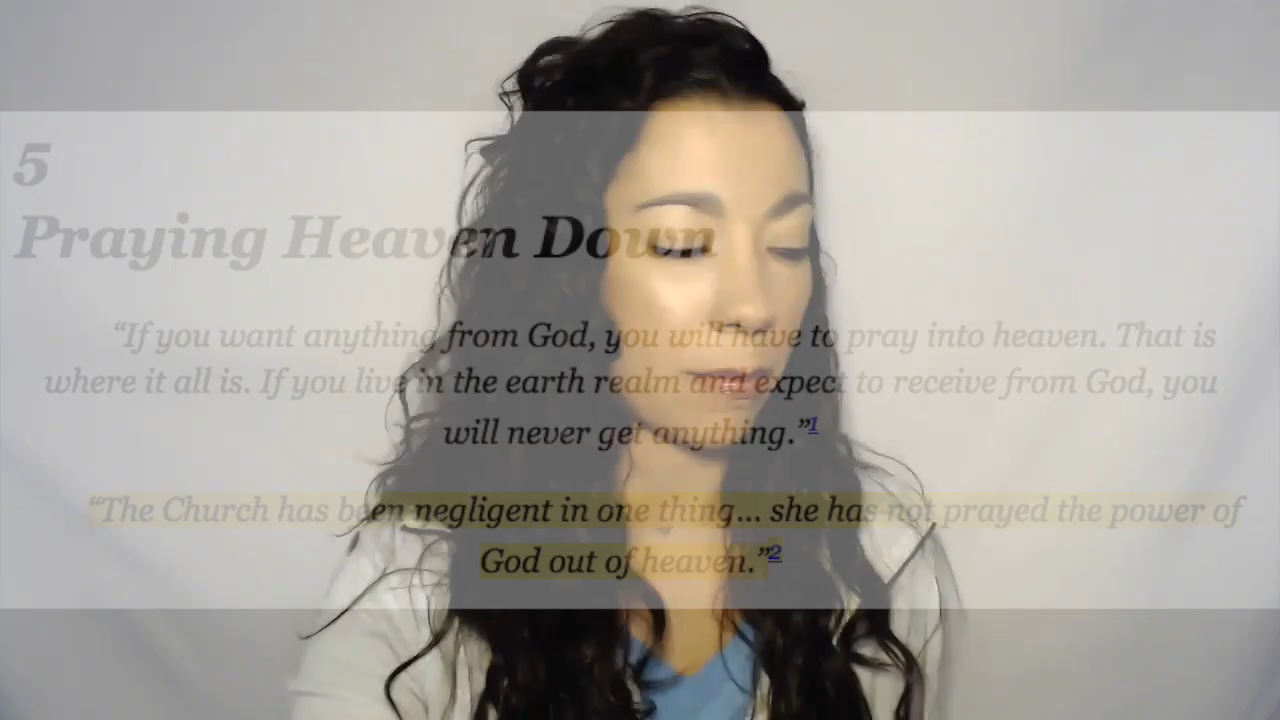 5
Praying Heaven Down
“If you want anything from God, you will have to pray into heaven. That is
where it all is. If you live in the earth realm and expect to receive from God, you
will never get anything.”1
“The Church has been negligent in one thing... she has not prayed the power of
God out of heaven.”2